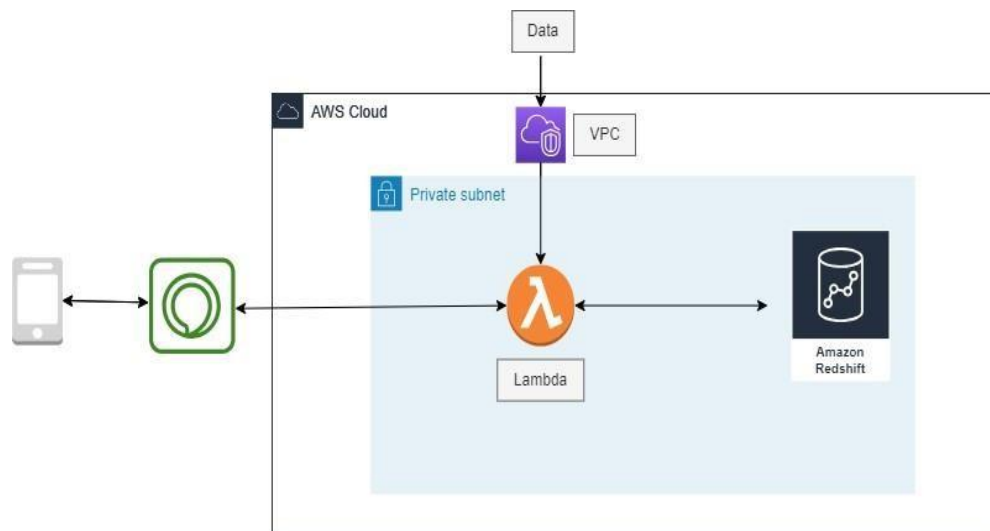 Data
AWS Cloud
VPC
Private subnet
λ
Lambda
Amazon
Redshift